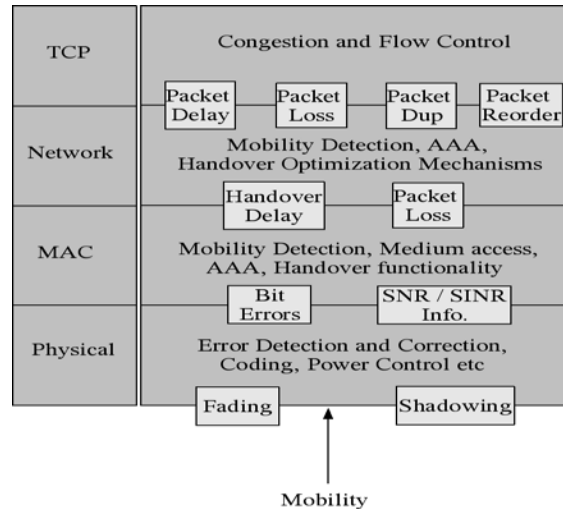 TCP
Congestion and Flow Control
Packet
Delay
Packet
Loss
Packet
Dup
Packet
Reorder
Network
Mobility Detection, AAA,
Handover Optimization Mechanisms
Handover
Delay
Packet
Loss
MAC
Mobility Detection, Medium access,
AAA, Handover functionality
Bit
Errors
SNR / SINR
Info.
Physical
Error Detection and Correction,
Coding, Power Control etc
Fading
Shadowing
Mobility